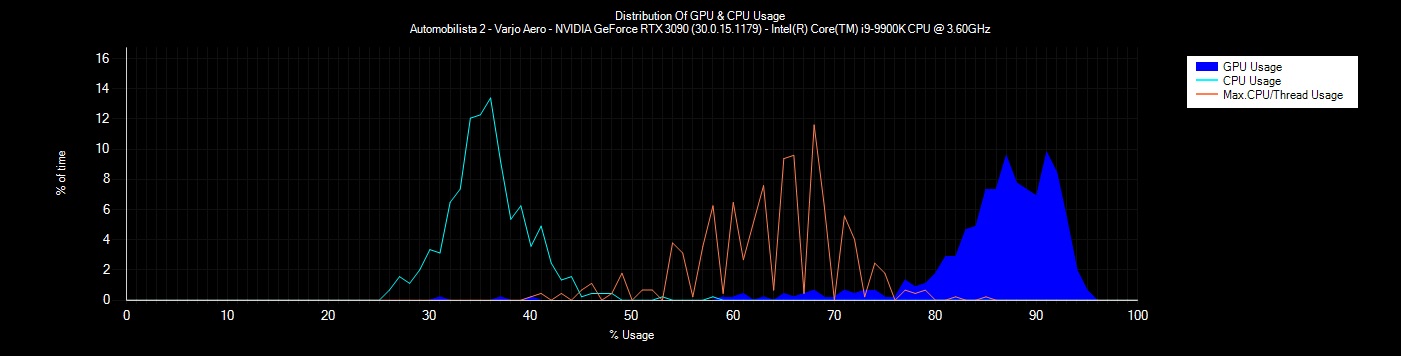 Distribution Of GPU & CPU Usage
Automobilista 2 - Varjo Aero - NVIDIA GeForce RTX 3090 (30.0.15.1179) - Intel(R) Core(TM) i9-9900K CPU @ 3.60GHz
GPU Usage
CPU Usage
Max.CPU/Thread Usage
% of time
16
14
12
10
8
6
4
2
0
0 10 20 30 40 50 60 70 80 90 100
% Usage